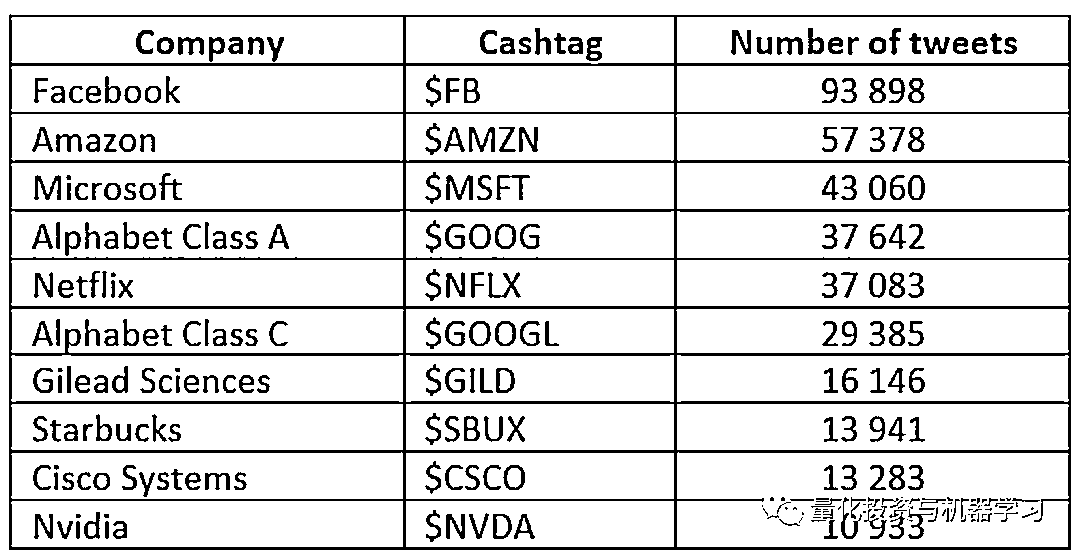 Company Cashtag Number of tweets
Facebook $FB 93 898
Amazon $AMZN 57 378
Microsoft $MSFT 43 060
Alphabet Class A $GOOG 37 642
Netflix $NFLX 37 083
Alphabet Class C $GOOGL 29 385
Gilead Sciences $GILD 16 146
Starbucks $SBUX 13 941
Cisco Systems $CSCO 13 283
Nvidia $NVDA 10 933
量化投资与机器学习